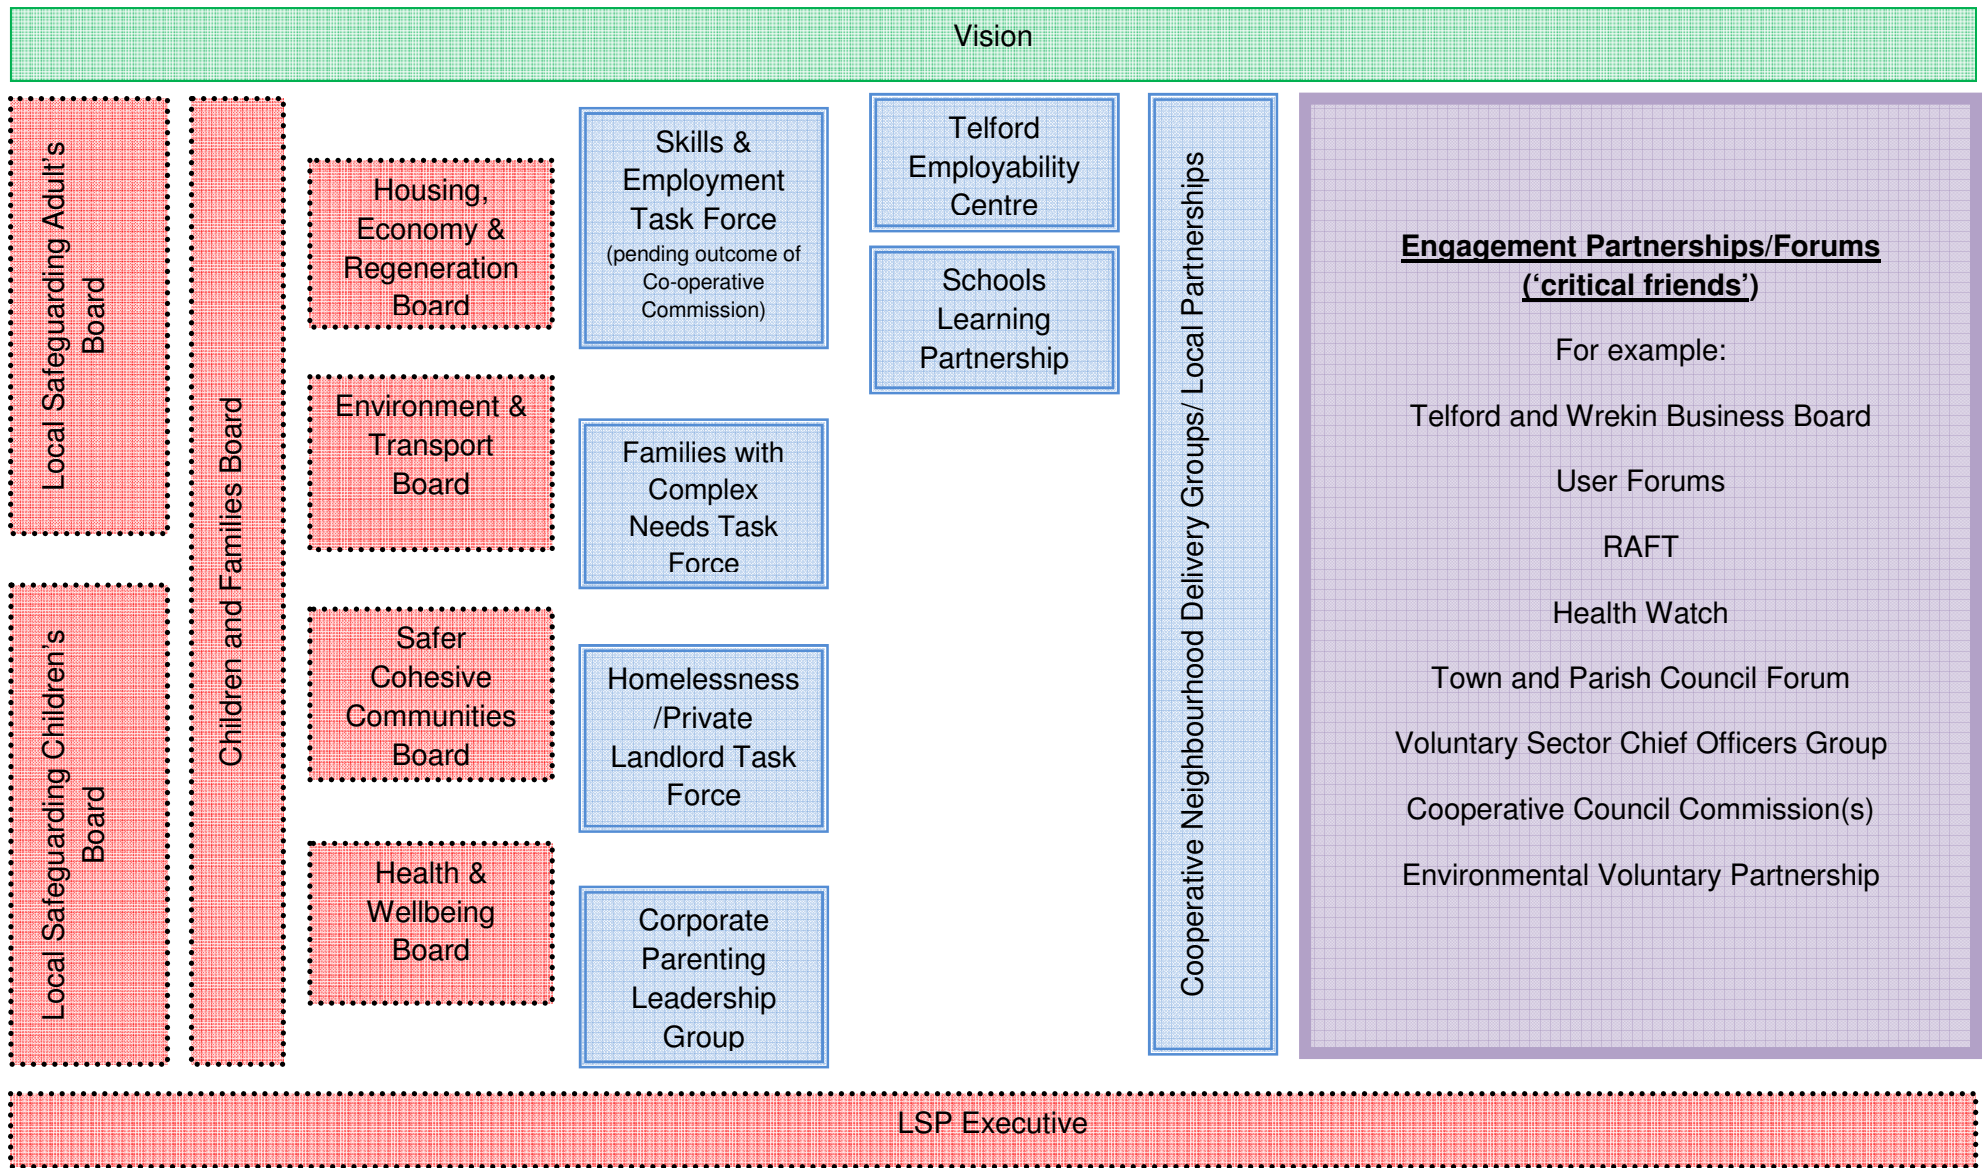 Vision
Local Safeguarding Adult's
Board
Local Safeguarding Children's
Board
Children and Families Board
Housing,
Economy &
Regeneration
Board
Environment &
Transport
Board
Safer
Cohesive
Communities
Board
Health &
Wellbeing
Board
Skills &
Employment
Task Force
(pending outcome of
Co-operative
Commission)
Families with
Complex
Needs Task
Force
Homelessness
/Private
Landlord Task
Force
Corporate
Parenting
Leadership
Group
Telford
Employability
Centre
Schools
Learning
Partnership
Cooperative Neighbourhood Delivery Groups/ Local Partnerships
Engagement Partnerships/Forums
(‘critical friends’)
For example:
Telford and Wrekin Business Board
User Forums
RAFT
Health Watch
Town and Parish Council Forum
Voluntary Sector Chief Officers Group
Cooperative Council Commission(s)
Environmental Voluntary Partnership
LSP Executive